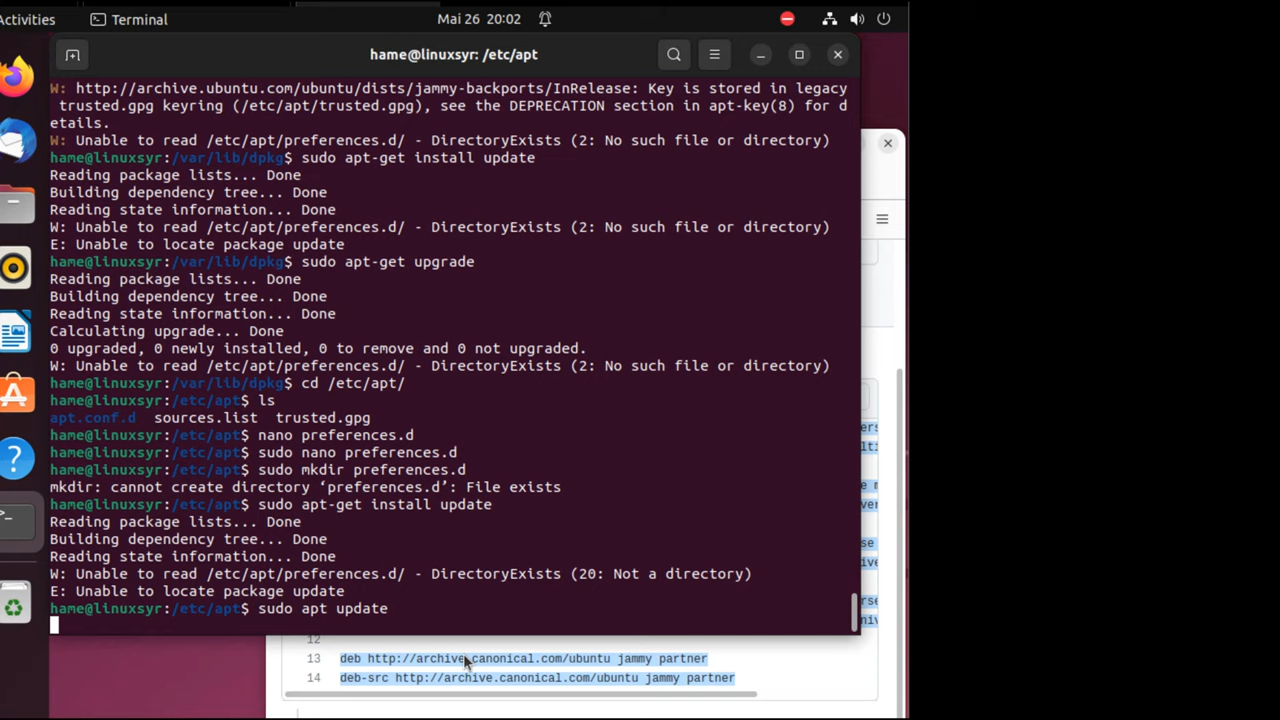 Activities
Terminal
Mai 26 20:02
hame@linuxsyr: /etc/apt
W: http://archive.ubuntu.com/ubuntu/dists/jammy-backports/InRelease: Key is stored in legacy
trusted.gpg keyring (/etc/apt/trusted.gpg), see the DEPRECATION section in apt-key(8) for d
etails.
W: Unable to read /etc/apt/preferences.d/ - DirectoryExists (2: No such file or directory)
hame@linuxsyr:/var/lib/dpkg$ sudo apt-get install update
Reading package lists... Done
Building dependency tree... Done
Reading state information... Done
W: Unable to read /etc/apt/preferences.d/ - DirectoryExists (2: No such file or directory)
E: Unable to locate package update
hame@linuxsyr:/var/lib/dpkg$ sudo apt-get upgrade
Reading package lists... Done
Building dependency tree... Done
Reading state information... Done
Calculating upgrade... Done
0 upgraded, 0 newly installed, 0 to remove and 0 not upgraded.
W: Unable to read /etc/apt/preferences.d/ - DirectoryExists (2: No such file or directory)
hame@linuxsyr:/var/lib/dpkg$ cd /etc/apt/
hame@linuxsyr:/etc/apt$ ls
apt.conf.d  sources.list  trusted.gpg
hame@linuxsyr:/etc/apt$ nano preferences.d
hame@linuxsyr:/etc/apt$ sudo nano preferences.d
hame@linuxsyr:/etc/apt$ sudo mkdir preferences.d
mkdir: cannot create directory ‘preferences.d’: File exists
hame@linuxsyr:/etc/apt$ sudo apt-get install update
Reading package lists... Done
Building dependency tree... Done
Reading state information... Done
W: Unable to read /etc/apt/preferences.d/ - DirectoryExists (20: Not a directory)
E: Unable to locate package update
hame@linuxsyr:/etc/apt$ sudo apt update
12
13 deb http://archive.canonical.com/ubuntu jammy partner
14 deb-src http://archive.canonical.com/ubuntu jammy partner